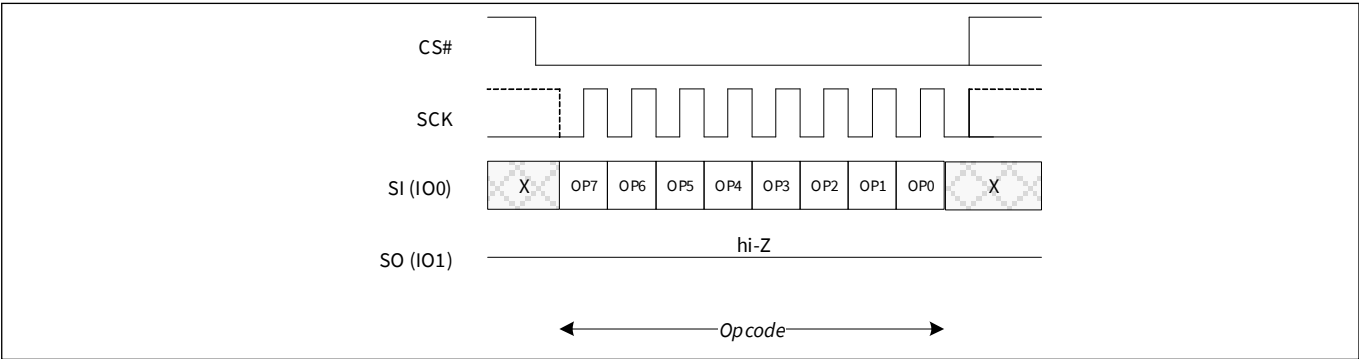 CS#
SCK
SI (IO0) X OP7 OP6 OP5 OP4 OP3 OP2 OP1 OP0 X
hi-Z
SO (IO1)
Opcode